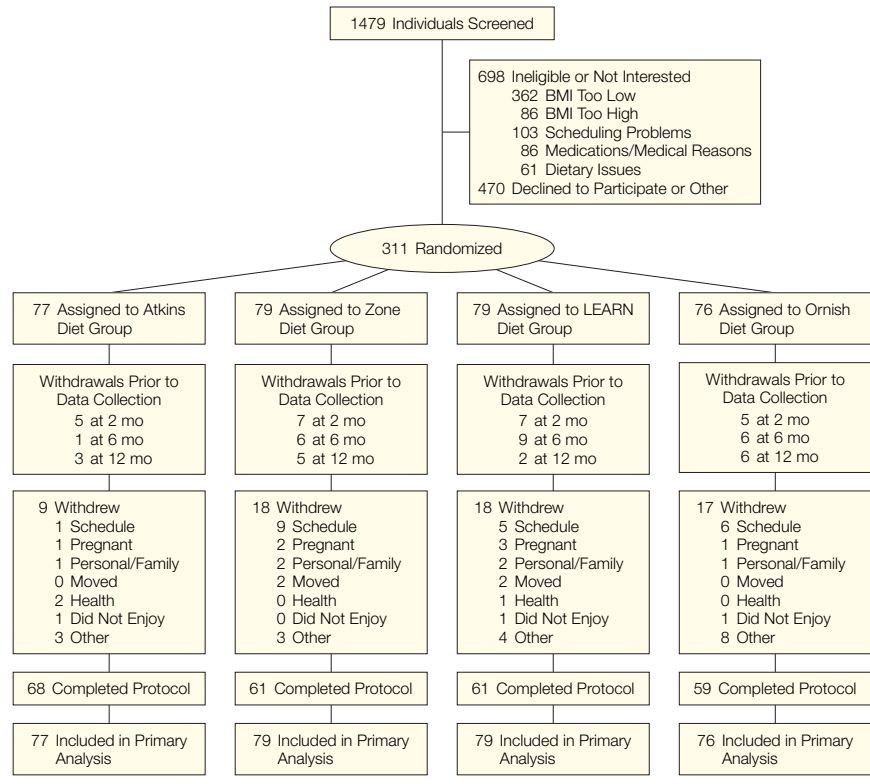 1479 Individuals Screened
698 Ineligible or Not Interested
362 BMI Too Low
86 BMI Too High
103 Scheduling Problems
86 Medications/Medical Reasons
61 Dietary Issues
470 Declined to Participate or Other
311 Randomized
77 Assigned to Atkins
Diet Group
79 Assigned to Zone
Diet Group
79 Assigned to LEARN
Diet Group
76 Assigned to Ornish
Diet Group
Withdrawals Prior to
Data Collection
5 at 2 mo
1 at 6 mo
3 at 12 mo
Withdrawals Prior to
Data Collection
7 at 2 mo
6 at 6 mo
5 at 12 mo
Withdrawals Prior to
Data Collection
7 at 2 mo
9 at 6 mo
2 at 12 mo
Withdrawals Prior to
Data Collection
5 at 2 mo
6 at 6 mo
6 at 12 mo
9 Withdrew
1 Schedule
1 Pregnant
1 Personal/Family
0 Moved
2 Health
1 Did Not Enjoy
3 Other
18 Withdrew
9 Schedule
2 Pregnant
2 Personal/Family
2 Moved
0 Health
0 Did Not Enjoy
3 Other
18 Withdrew
5 Schedule
3 Pregnant
2 Personal/Family
2 Moved
1 Health
1 Did Not Enjoy
4 Other
17 Withdrew
6 Schedule
1 Pregnant
1 Personal/Family
0 Moved
0 Health
1 Did Not Enjoy
8 Other
68 Completed Protocol
61 Completed Protocol
61 Completed Protocol
59 Completed Protocol
77 Included in Primary
Analysis
79 Included in Primary
Analysis
79 Included in Primary
Analysis
76 Included in Primary
Analysis